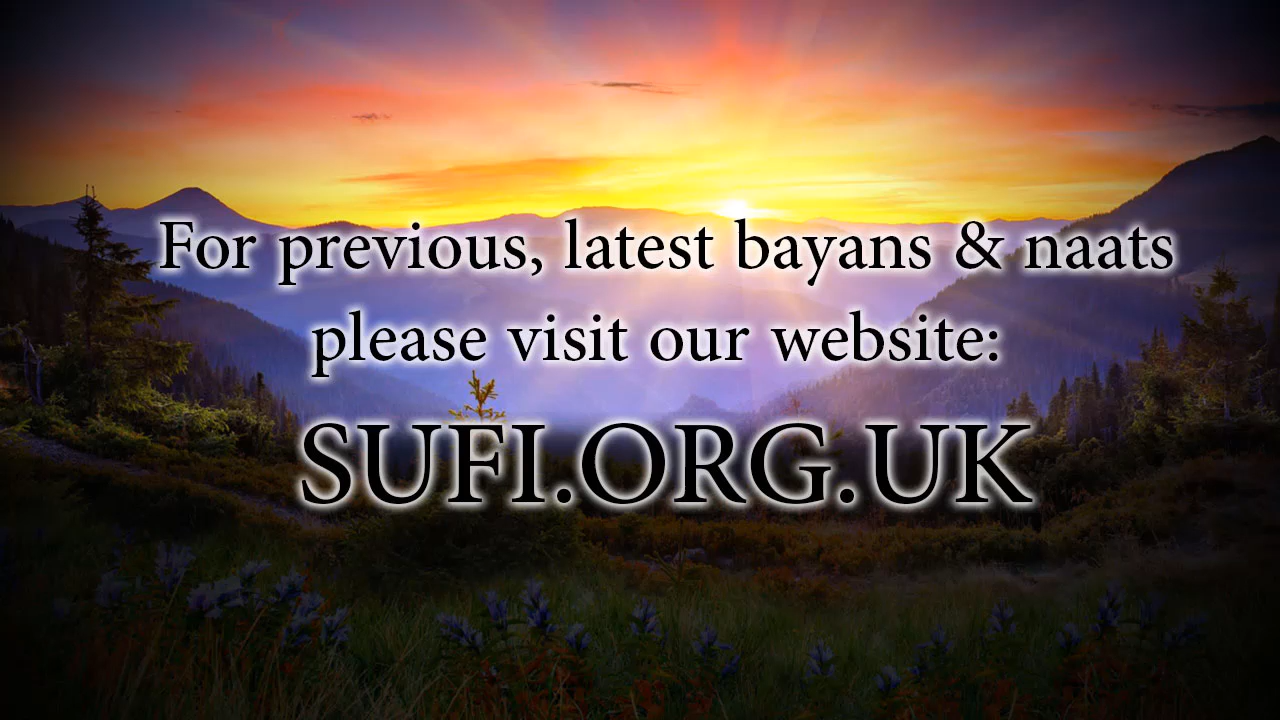 For previous, latest bayans & naats
please visit our website:
SUFI.ORG.UK